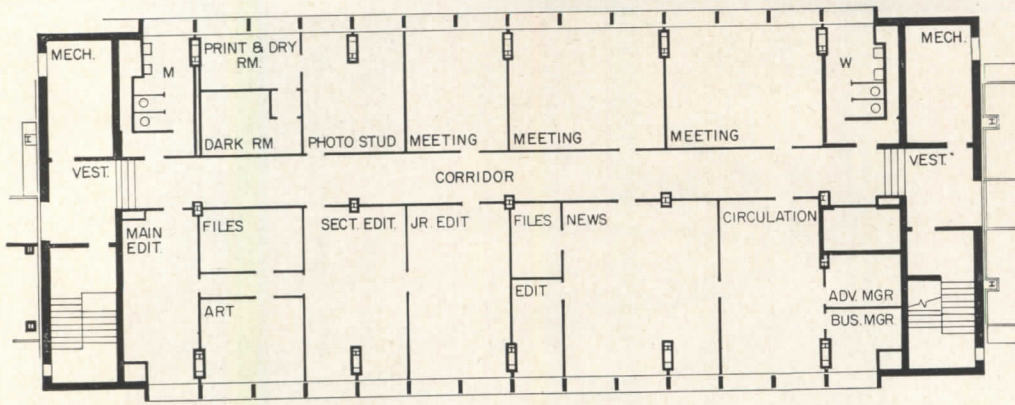 MECH.
M
PRINT & DRY
RM.
DARK RM.
PHOTO STUD
MEETING
MEETING
MEETING
W
MECH.
VEST.
CORRIDOR
VEST.
MAIN
EDIT.
FILES
SECT. EDIT.
JR. EDIT
FILES
NEWS
CIRCULATION
ART
EDIT
ADV. MGR
BUS. MGR